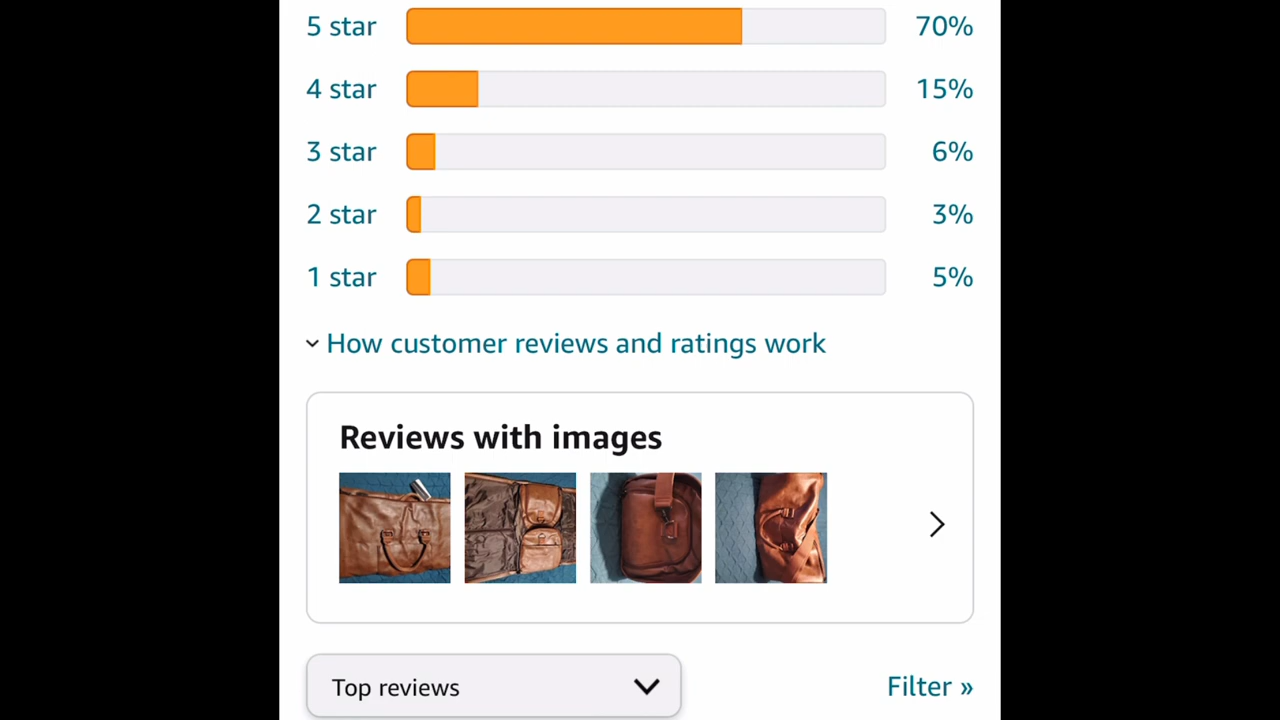 5 star 70%
4 star 15%
3 star 6%
2 star 3%
1 star 5%
How customer reviews and ratings work
Reviews with images
Top reviews Filter »